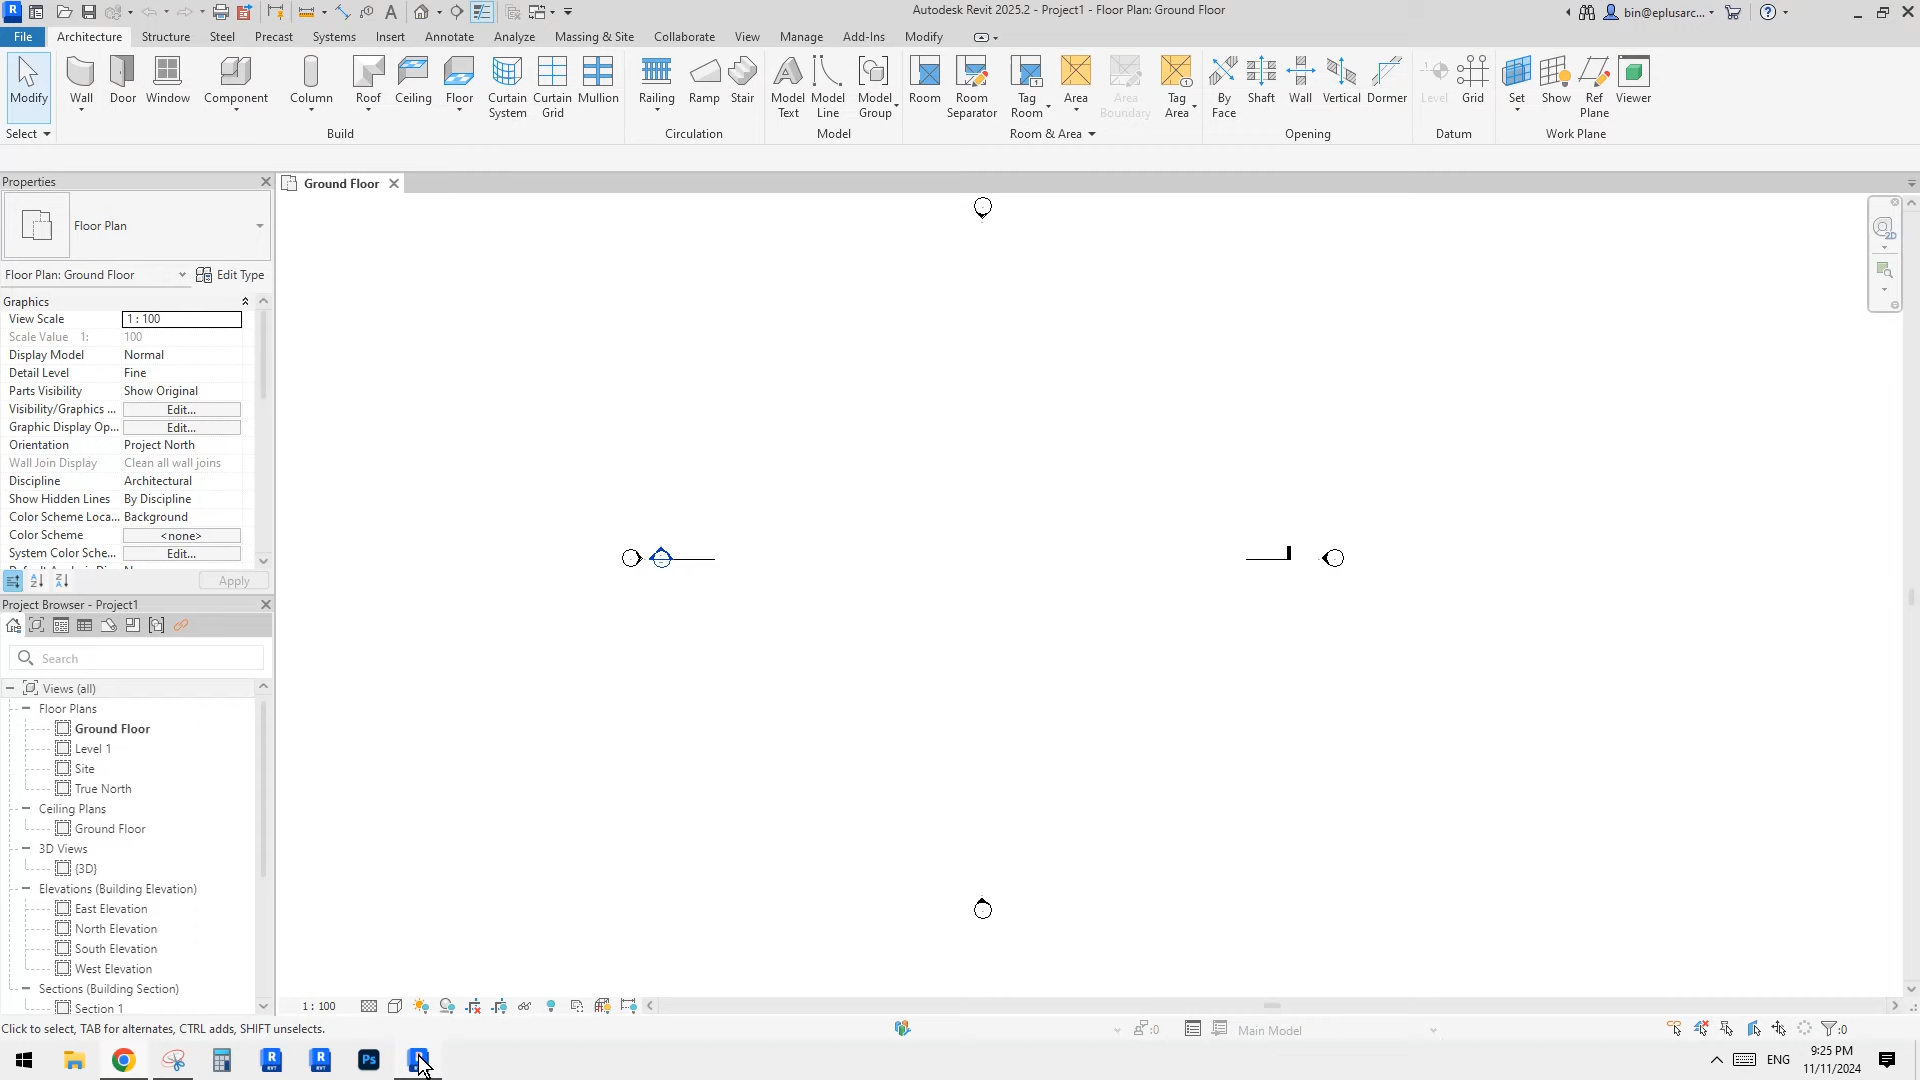 Autodesk Revit 2025.2 - Project1 - Floor Plan: Ground Floor
bin@eplusarc...
File Architecture Structure Steel Precast Systems Insert Annotate Analyze Massing & Site Collaborate View Manage Add-Ins Modify
Modify Wall Door Window Component Column Roof Ceiling Floor Curtain System Curtain Grid Mullion Railing Ramp Stair Model Text Model Line Model Group Room Room Separator Tag Room Area Area Boundary Tag Area By Face Shaft Wall Vertical Dormer Level Grid Set Show Ref Plane Viewer
Select Build Circulation Model Room & Area Opening Datum Work Plane
Properties
Ground Floor
Floor Plan
Floor Plan: Ground Floor Edit Type
Graphics
View Scale 1 : 100
Scale Value 1: 100
Display Model Normal
Detail Level Fine
Parts Visibility Show Original
Visibility/Graphics ... Edit...
Graphic Display Op... Edit...
Orientation Project North
Wall Join Display Clean all wall joins
Discipline Architectural
Show Hidden Lines By Discipline
Color Scheme Loca... Background
Color Scheme <none>
System Color Sche... Edit...
Apply
Project Browser - Project1
Search
Views (all)
Floor Plans
Ground Floor
Level 1
Site
True North
Ceiling Plans
Ground Floor
3D Views
{3D}
Elevations (Building Elevation)
East Elevation
North Elevation
South Elevation
West Elevation
Sections (Building Section)
Section 1
1 : 100
Click to select, TAB for alternates, CTRL adds, SHIFT unselects.
:0
Main Model
:0
Ps
ENG
9:25 PM
11/11/2024